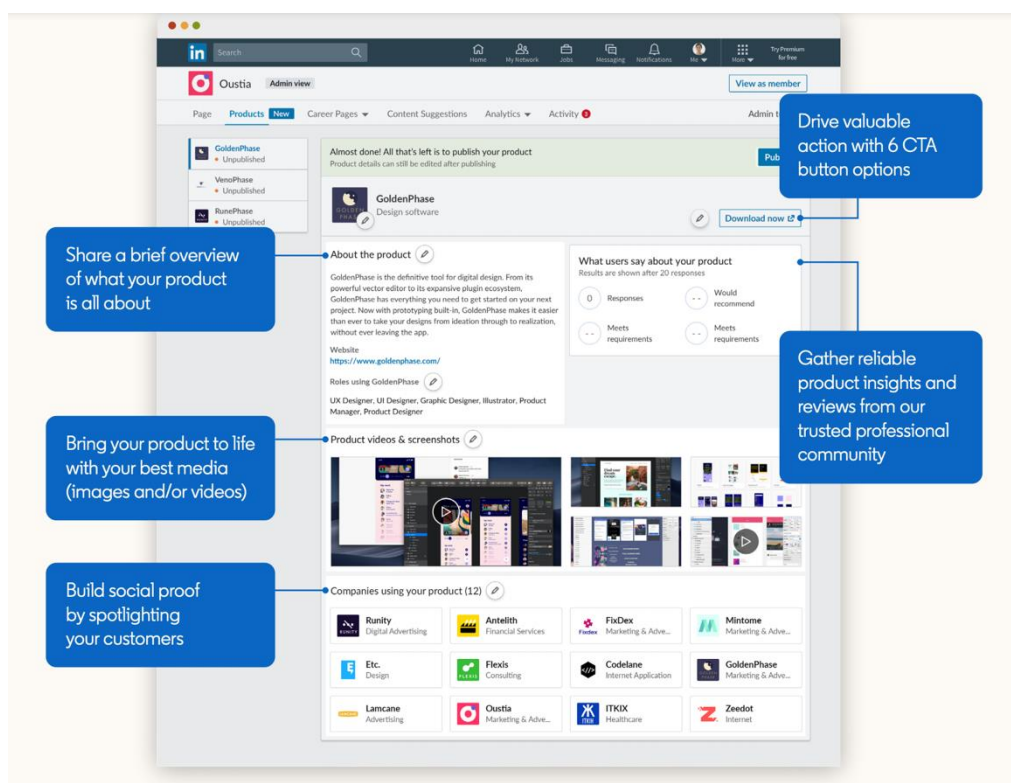 in
Search
Home
My Network
Jobs
Messaging
Notifications
Me
More
Try Premium
for free
Oustia
Admin view
View as member
Page
Products
New
Career Pages
Content Suggestions
Analytics
Activity
Admin
Drive valuable
action with 6 CTA
button options
GoldenPhase
Unpublished
VenoPhase
Unpublished
RunePhase
Unpublished
Almost done! All that's left is to publish your product
Product details can still be edited after publishing
Pub
GOLDEN
PHASE
GoldenPhase
Design software
Download now
Share a brief overview
of what your product
is all about
About the product
GoldenPhase is the definitive tool for digital design. From its
powerful vector editor to its expansive plugin ecosystem,
GoldenPhase has everything you need to get started on your next
project. Now with prototyping built-in, GoldenPhase makes it easier
than ever to take your designs from ideation through to realization,
without ever leaving the app.
Website
https://www.goldenphase.com/
Roles using GoldenPhase
UX Designer, UI Designer, Graphic Designer, Illustrator, Product
Manager, Product Designer
What users say about your product
Results are shown after 20 responses
0
Responses
- -
Would
recommend
- -
Meets
requirements
- -
Meets
requirements
Gather reliable
product insights and
reviews from our
trusted professional
community
Bring your product to life
with your best media
(images and/or videos)
Product videos & screenshots
Build social proof
by spotlighting
your customers
Companies using your product (12)
RUNITY
Runity
Digital Advertising
Antelith
Financial Services
Fixdex
FixDex
Marketing & Adve...
Mintome
Marketing & Adve...
Etc.
Design
FLEXIS
Flexis
Consulting
Codelane
Internet Application
GoldenPhase
Marketing & Adve...
Lamcane
Advertising
Oustia
Marketing & Adve...
ITKIX
ITKIX
Healthcare
Zeedot
Internet